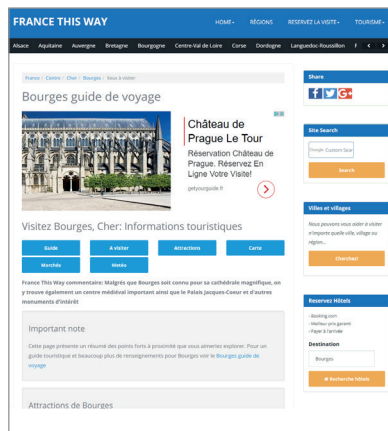 FRANCE THIS WAY
HOME
RÉGIONS
RESERVEZ LA VISITE
TOURISME
Alsace Aquitaine Auvergne Bretagne Bourgogne Centre-Val de Loire Corse Dordogne Languedoc-Roussillon F
France / Centre / Cher / Bourges / lieux à visiter
Bourges guide de voyage
Château de
Prague Le Tour
Réservation Château de
Prague. Réservez En
Ligne Votre Visite!
getyourguide.fr
Visitez Bourges, Cher: Informations touristiques
Guide
A visiter
Attractions
Carte
Marchés
Météo
France This Way commentaire: Malgrés que Bourges soit connu pour sa cathédrale magnifique, on
y trouve également un centre médiéval important ainsi que le Palais Jacques-Coeur et d'autres
monuments d'intérêt
Important note
Cette page présente un résumé des points forts à proximité que vous aimeriez explorer. Pour un
guide touristique et beaucoup plus de renseignements pour Bourges voir le Bourges guide de
voyage
Attractions de Bourges
Share
f
G+
Site Search
Google Custom Sear
Search
Villes et villages
Nous pouvons vous aider à visiter
n'importe quelle ville, village ou
région...
Cherchez!
Reservez Hôtels
- Booking.com
- Meilleur prix garanti
- Payer à l'arrivée
Destination
Bourges
Recherche Hôtels